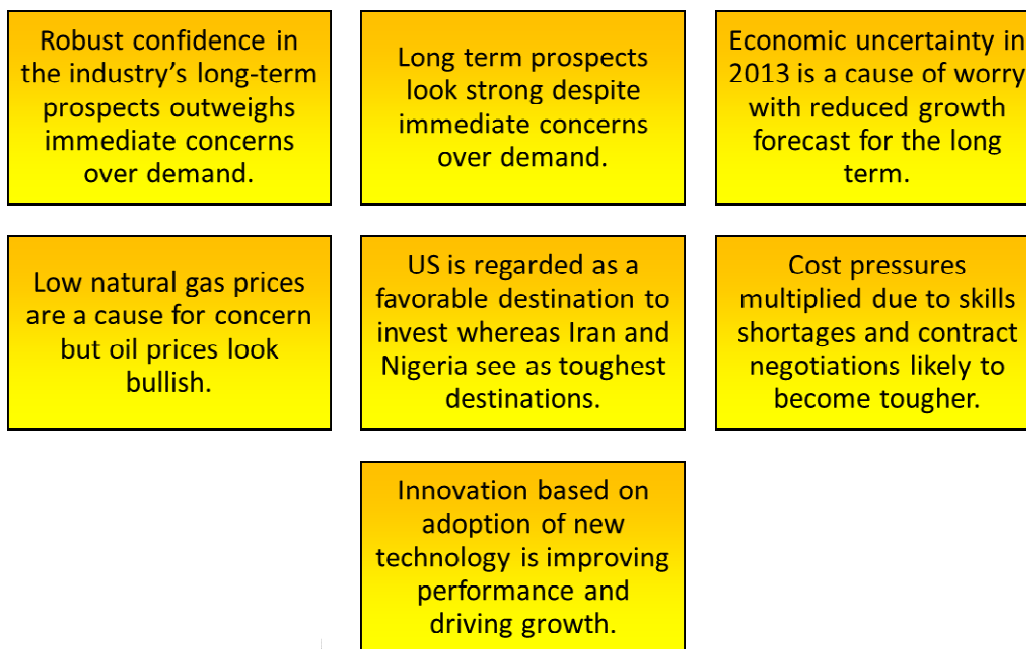 Robust confidence in
the industry's long-term
prospects outweighs
immediate concerns
over demand.
Long term prospects
look strong despite
immediate concerns
over demand.
Economic uncertainty in
2013 is a cause of worry
with reduced growth
forecast for the long
term.
Low natural gas prices
are a cause for concern
but oil prices look
bullish.
US is regarded as a
favorable destination to
invest whereas Iran and
Nigeria see as toughest
destinations.
Cost pressures
multiplied due to skills
shortages and contract
negotiations likely to
become tougher.
Innovation based on
adoption of new
technology is improving
performance and
driving growth.